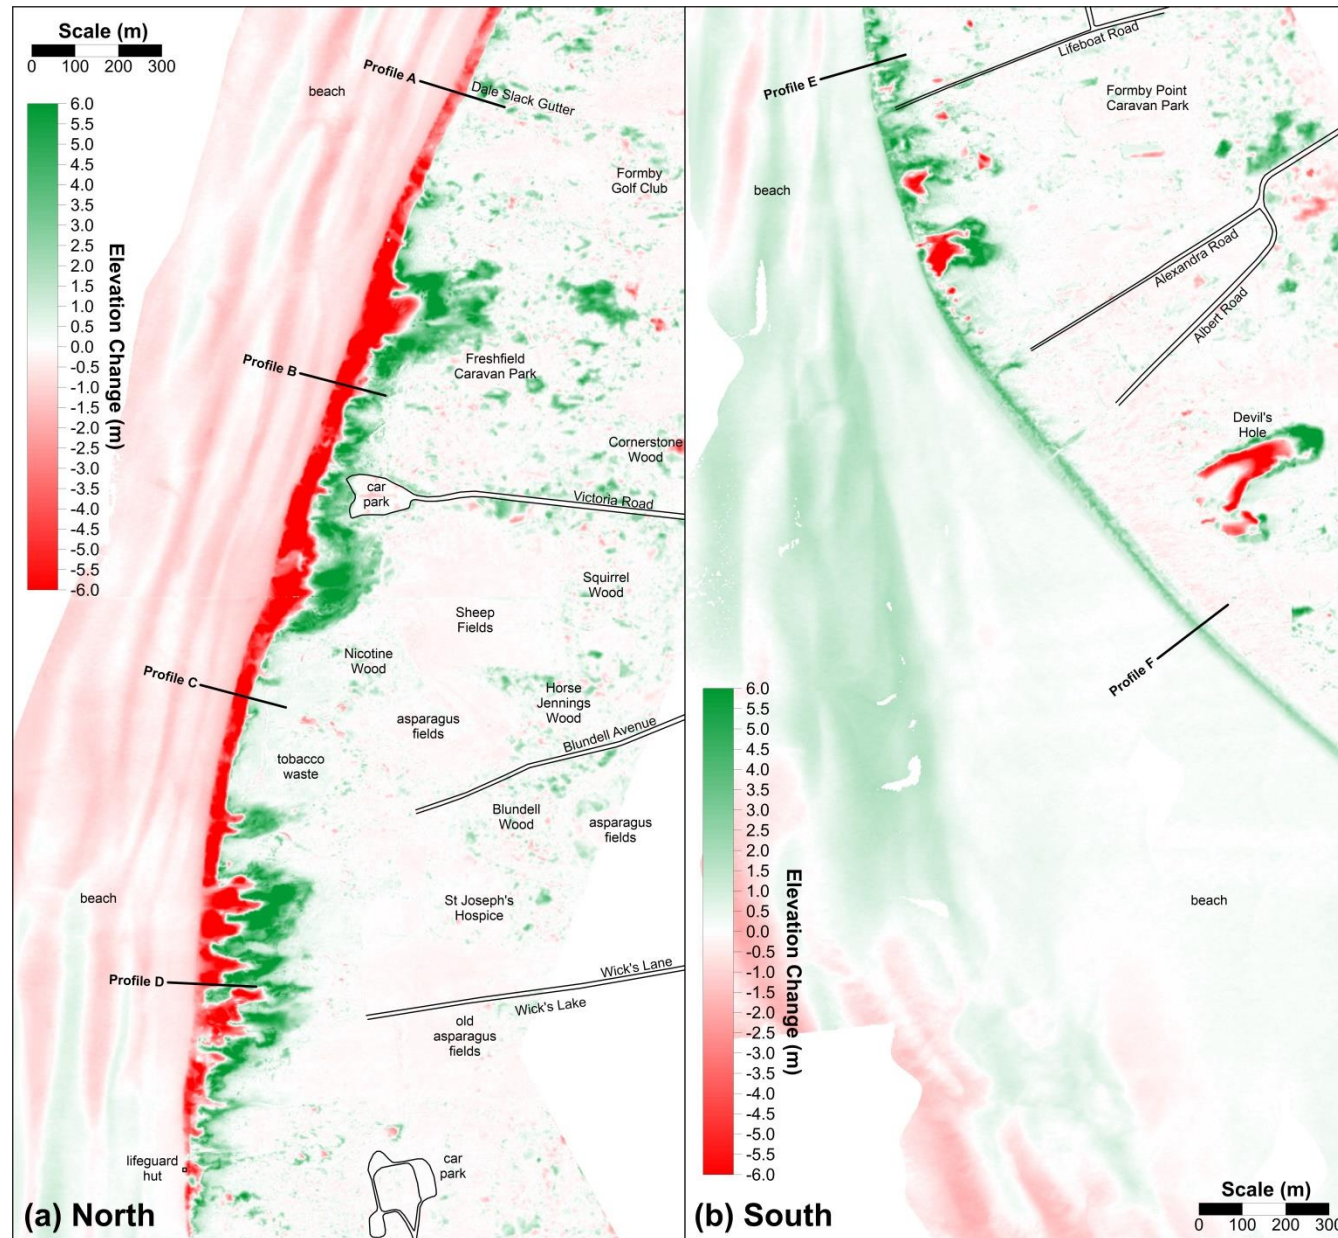 Scale (m)
0 100 200 300
6.0
5.5
5.0
4.5
4.0
3.5
3.0
2.5
2.0
1.5
1.0
0.5
0.0
-0.5
-1.0
-1.5
-2.0
-2.5
-3.0
-3.5
-4.0
-4.5
-5.0
-5.5
-6.0
Elevation Change (m)
beach
Profile A
Dale Slack Gutter
Formby
Golf Club
Profile B
Freshfield
Caravan Park
Cornerstone
Wood
car
park
Victoria Road
Squirrel
Wood
Sheep
Fields
Nicotine
Wood
Profile C
Horse
Jennings
Wood
asparagus
fields
Blundell Avenue
tobacco
waste
Blundell
Wood
asparagus
fields
beach
St Joseph's
Hospice
Profile D
Wick's Lane
Wick's Lake
old
asparagus
fields
lifeguard
hut
car
park
(a) North
Lifeboat Road
Profile E
Formby Point
Caravan Park
beach
Alexandra Road
Albert Road
Devil's
Hole
Profile F
6.0
5.5
5.0
4.5
4.0
3.5
3.0
2.5
2.0
1.5
1.0
0.5
0.0
-0.5
-1.0
-1.5
-2.0
-2.5
-3.0
-3.5
-4.0
-4.5
-5.0
-5.5
-6.0
Elevation Change (m)
beach
Scale (m)
0 100 200 300
(b) South